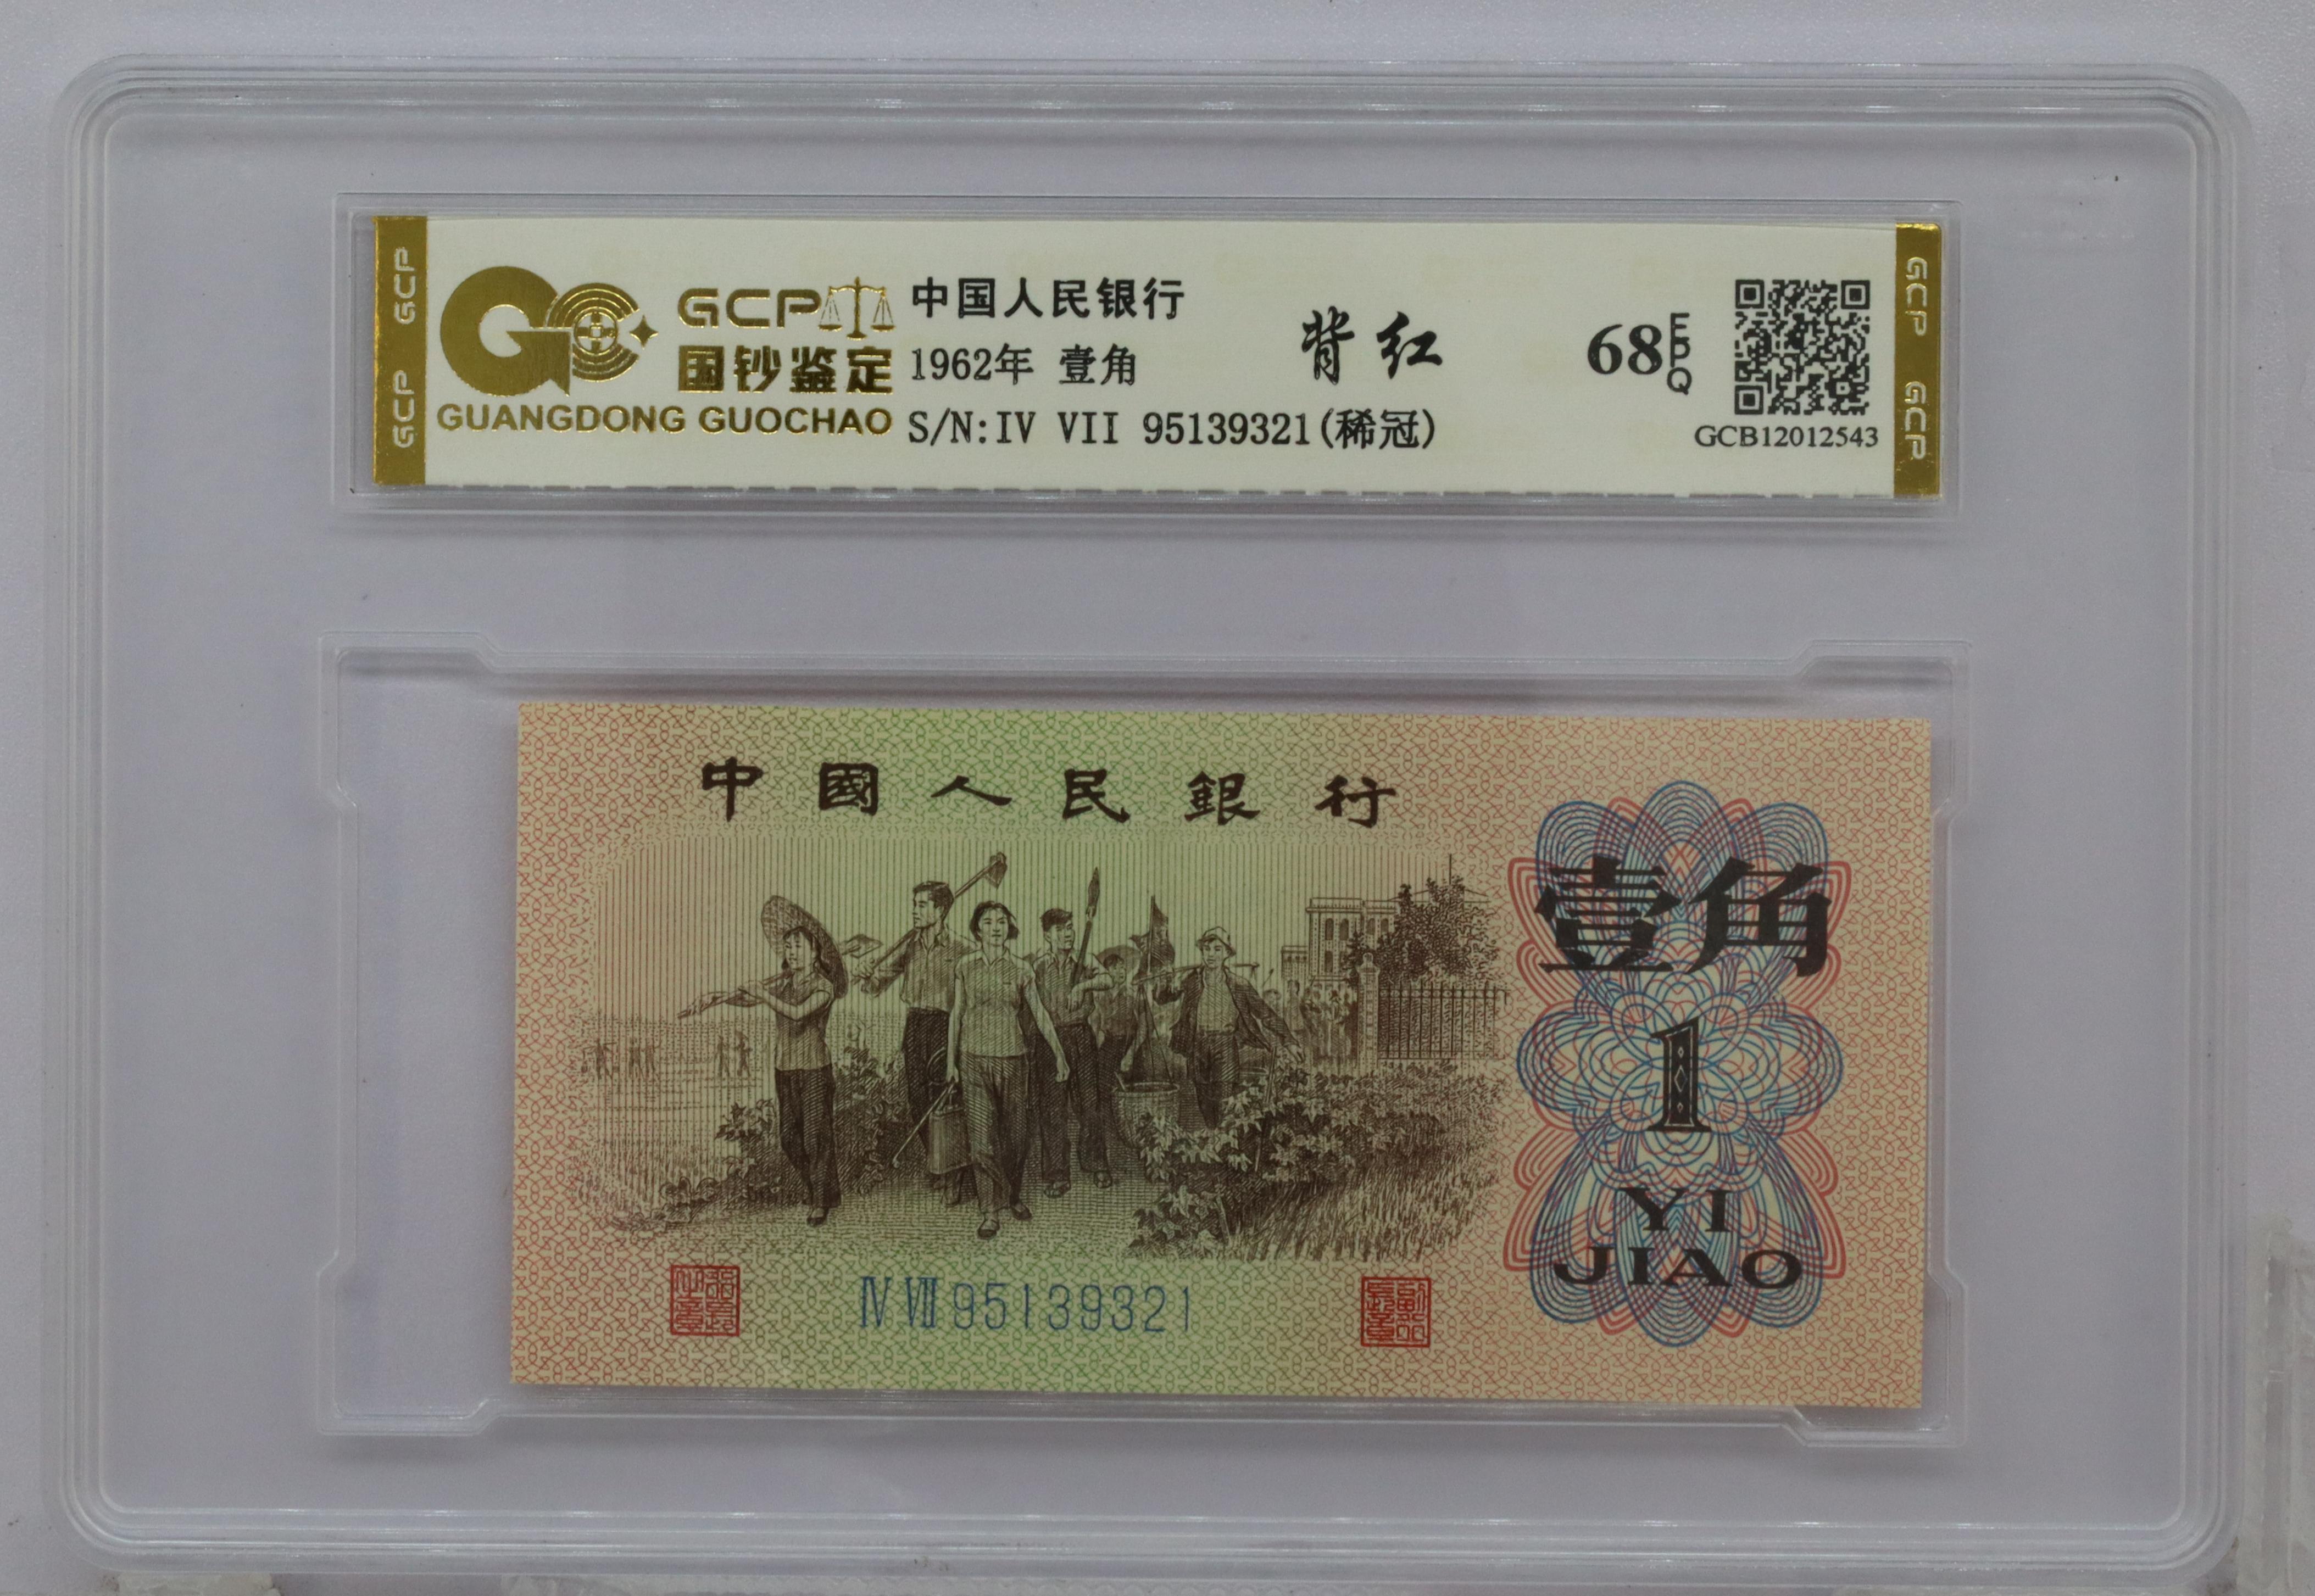 GCP GCP
GCP
国钞鉴定
GUANGDONG GUOCHAO
中国人民银行
1962年 壹角
S/N:IV VII 95139321(稀冠)
背红
68 EPQ
GCB12012543
GCP GCP
中國人民銀行
壹角
1
YI
JIAO
IV VII 95139321